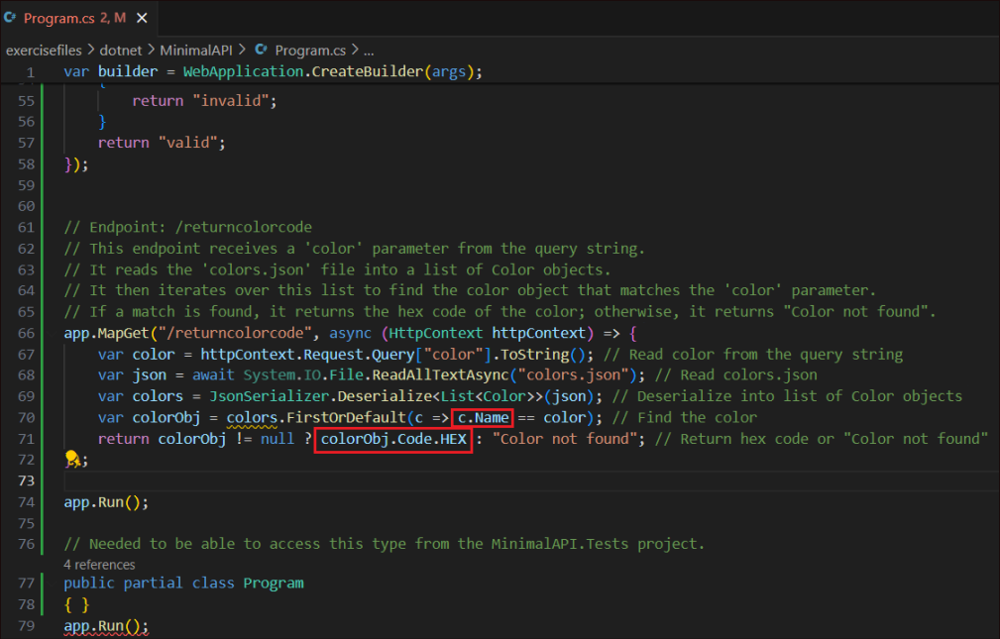 Program.cs 2, M
exercisefiles > dotnet > MinimalAPI > Program.cs > ...
1 var builder = WebApplication.CreateBuilder(args);
{
55 return "invalid";
56 }
57 return "valid";
58 });
59
60
61 // Endpoint: /returncolorcode
62 // This endpoint receives a 'color' parameter from the query string.
63 // It reads the 'colors.json' file into a list of Color objects.
64 // It then iterates over this list to find the color object that matches the 'color' parameter.
65 // If a match is found, it returns the hex code of the color; otherwise, it returns "Color not found".
66 app.MapGet("/returncolorcode", async (HttpContext httpContext) => {
67 var color = httpContext.Request.Query["color"].ToString(); // Read color from the query string
68 var json = await System.IO.File.ReadAllTextAsync("colors.json"); // Read colors.json
69 var colors = JsonSerializer.Deserialize<List<Color>>(json); // Deserialize into list of Color objects
70 var colorObj = colors.FirstOrDefault(c => c.Name == color); // Find the color
71 return colorObj != null ? colorObj.Code.HEX : "Color not found"; // Return hex code or "Color not found"
72 ;
73
74 app.Run();
75
76 // Needed to be able to access this type from the MinimalAPI.Tests project.
4 references
77 public partial class Program
78 { }
79 app.Run();